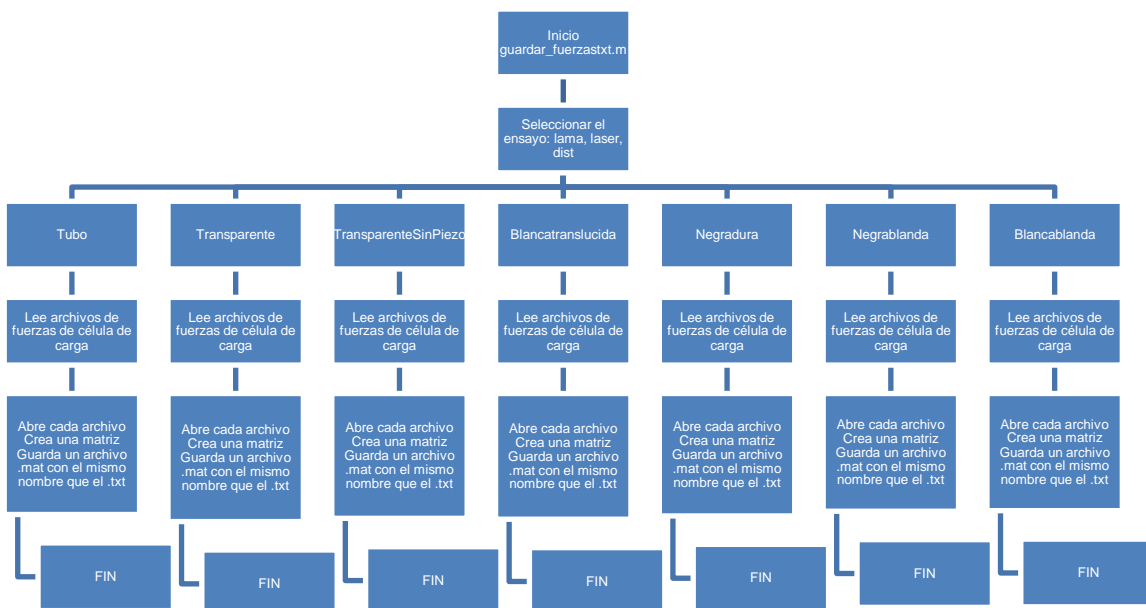 Inicio
guardar_fuerzastxt.m
Seleccionar el
ensayo: lama, laser,
dist
Tubo
Transparente
TransparenteSinPiezo
Blancatranslucida
Negradura
Negrablanda
Blancablanda
Lee archivos de
fuerzas de célula de
carga
Lee archivos de
fuerzas de célula de
carga
Lee archivos de
fuerzas de célula de
carga
Lee archivos de
fuerzas de célula de
carga
Lee archivos de
fuerzas de célula de
carga
Lee archivos de
fuerzas de célula de
carga
Lee archivos de
fuerzas de célula de
carga
Abre cada archivo
Crea una matriz
Guarda un archivo
.mat con el mismo
nombre que el .txt
Abre cada archivo
Crea una matriz
Guarda un archivo
.mat con el mismo
nombre que el .txt
Abre cada archivo
Crea una matriz
Guarda un archivo
.mat con el mismo
nombre que el .txt
Abre cada archivo
Crea una matriz
Guarda un archivo
.mat con el mismo
nombre que el .txt
Abre cada archivo
Crea una matriz
Guarda un archivo
.mat con el mismo
nombre que el .txt
Abre cada archivo
Crea una matriz
Guarda un archivo
.mat con el mismo
nombre que el .txt
Abre cada archivo
Crea una matriz
Guarda un archivo
.mat con el mismo
nombre que el .txt
FIN
FIN
FIN
FIN
FIN
FIN
FIN